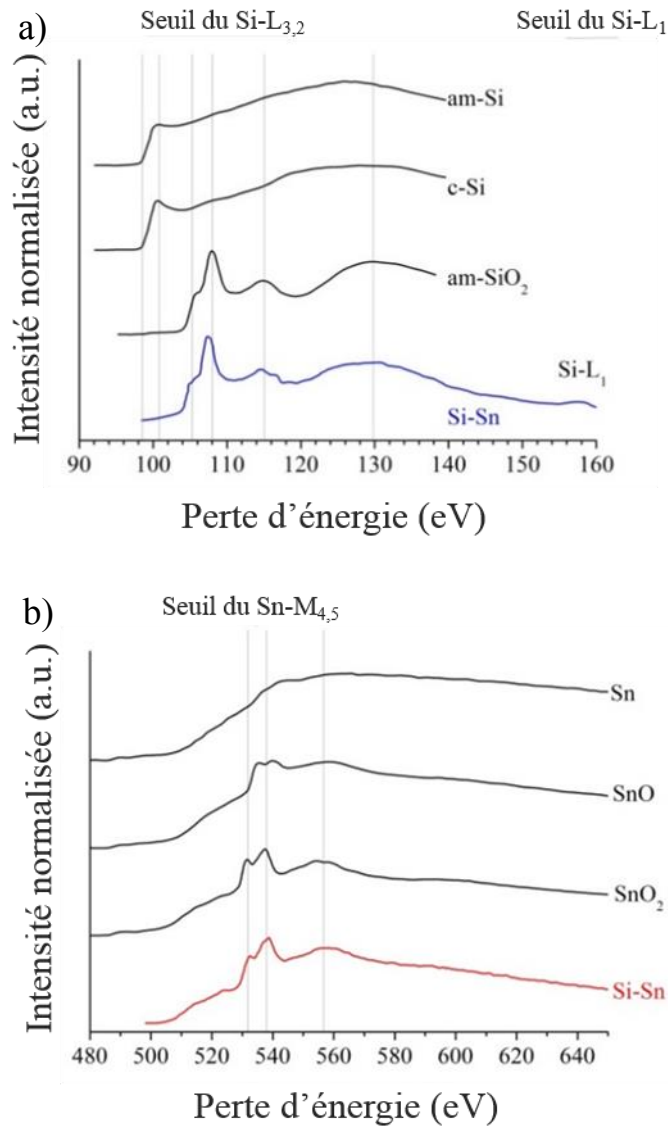 a)
Seuil du Si-L3,2
Seuil du Si-L1
Intensité normalisée (a.u.)
am-Si
c-Si
am-SiO2
Si-L1
Si-Sn
90 100 110 120 130 140 150 160
Perte d’énergie (eV)
b)
Seuil du Sn-M4,5
Intensité normalisée (a.u.)
Sn
SnO
SnO2
Si-Sn
480 500 520 540 560 580 600 620 640
Perte d’énergie (eV)